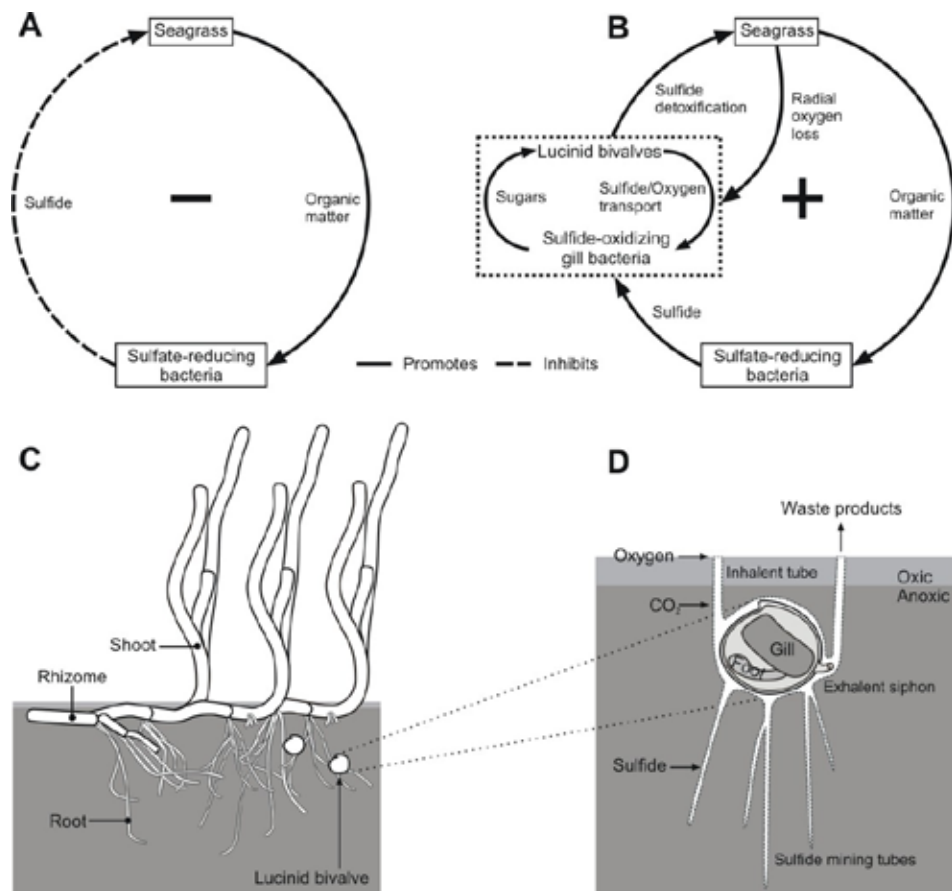 A
Seagrass
Sulfide
−
Organic
matter
Sulfate-reducing
bacteria
Promotes
Inhibits
B
Seagrass
Sulfide
detoxification
Radial
oxygen
loss
Lucinid bivalves
Sugars
Sulfide/Oxygen
transport
Sulfide-oxidizing
gill bacteria
+
Organic
matter
Sulfide
Sulfate-reducing
bacteria
C
Shoot
Rhizome
Root
Lucinid bivalve
D
Waste products
Oxygen
Inhalent tube
Oxic
Anoxic
CO₂
Gill
Foot
Exhalent siphon
Sulfide
Sulfide mining tubes